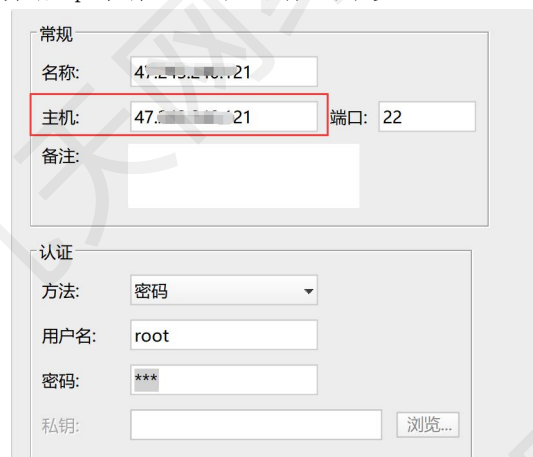 常规
名称:
主机: 端口: 22
备注:
认证
方法: 密码
用户名: root
密码: ***
私钥: 浏览...